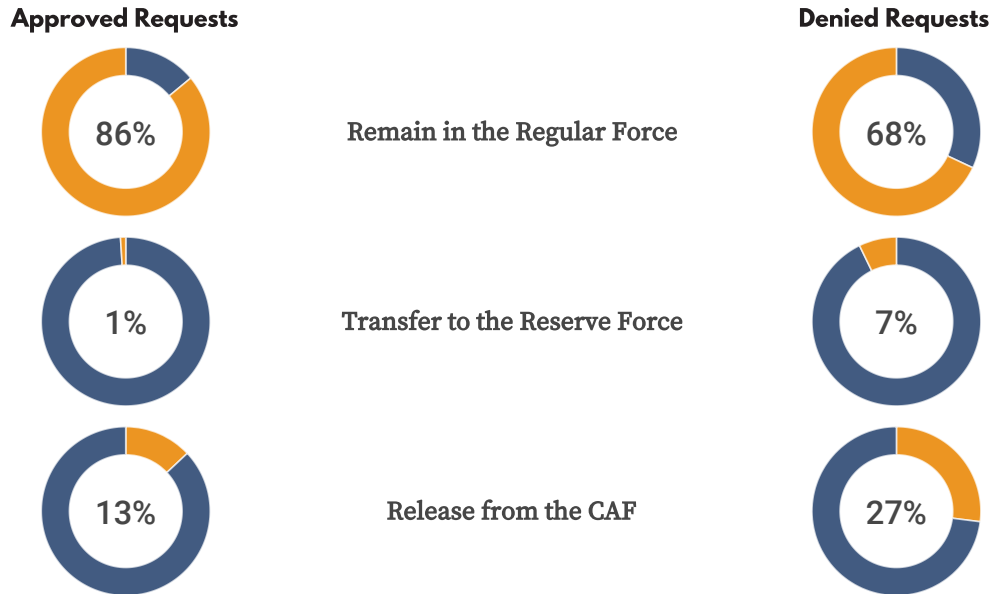 Approved Requests
Denied Requests
86%
Remain in the Regular Force
68%
1%
Transfer to the Reserve Force
7%
13%
Release from the CAF
27%